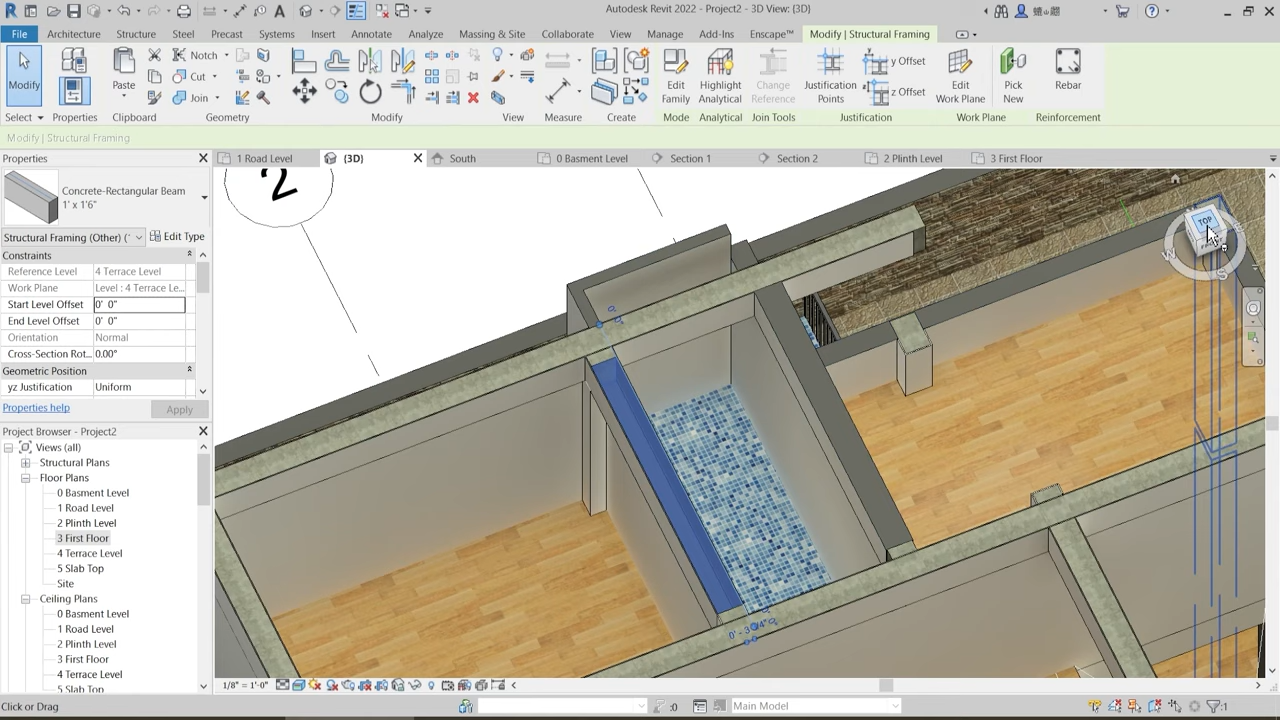 Autodesk Revit 2022 - Project2 - 3D View: {3D}
File Architecture Structure Steel Precast Systems Insert Annotate Analyze Massing & Site Collaborate View Manage Add-Ins Enscape™ Modify | Structural Framing
Modify
Paste
Notch
Cut
Join
Edit Family
Highlight Analytical
Change Reference
Justification Points
y Offset
z Offset
Edit Work Plane
Pick New
Rebar
Select Properties Clipboard Geometry Modify View Measure Create Mode Analytical Join Tools Justification Work Plane Reinforcement
Modify | Structural Framing
Properties
1 Road Level {3D} South 0 Basment Level Section 1 Section 2 2 Plinth Level 3 First Floor
Concrete-Rectangular Beam
1' x 1'6"
Structural Framing (Other) (
Edit Type
Constraints
Reference Level 4 Terrace Level
Work Plane Level : 4 Terrace Le...
Start Level Offset 0' 0"
End Level Offset 0' 0"
Orientation Normal
Cross-Section Rot... 0.00°
Geometric Position
yz Justification Uniform
Properties help Apply
Project Browser - Project2
Views (all)
Structural Plans
Floor Plans
0 Basment Level
1 Road Level
2 Plinth Level
3 First Floor
4 Terrace Level
5 Slab Top
Site
Ceiling Plans
0 Basment Level
1 Road Level
2 Plinth Level
3 First Floor
4 Terrace Level
5 Slab Top
2
TOP
W
S
1/8" = 1'-0"
Click or Drag
:0
Main Model
:1